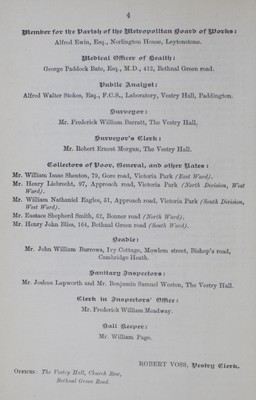 4
Member for the Parish of the Metropolitan Board of Works:
Alfred Ewin, Esq., Norlington House, Leytonstone.
Medical Officer of Health:
George Paddock Bate, Esq., M.D., 412, Bethnal Green road.
Public Analyst:
Alfred Walter Stokes, Esq., F.C.S., Laboratory, Vestry Hall, Paddington.
Surveyor:
Mr. Frederick William Barratt, The Vestry Hall.
Surveyor's Clerk:
Mr. Robert Ernest Morgan, The Vestry Hall.
Collectors of Poor, General, and other Rates:
Mr. William Isaac Shenton, 79, Gore road, Victoria Park (East Ward).
Mr. Henry Liebrecht, 97, Approach road, Victoria Park (North Division, West
Ward).
Mr. William Nathaniel Eagles, 51, Approach road, Victoria Park (South Division,
West Ward).
Mr. Eustace Shepherd Smith, 62, Bonner road (North Ward).
Mr. Henry John Bliss, 164, Bethnal Green road (South Ward).
Beadle:
Mr. John William Burrows, Ivy Cottage, Mowlem street, Bishop's road,
Cambridge Heath.
Sanitary Inspectors:
Mr. Joshua Lapworth and Mr. Benjamin Samuel Weston, The Vestry Hall.
Clerk in Inspectors' Office:
Mr. Frederick William Meadway.
Hall Keeper:
Mr. William Page.
ROBERT VOSS, Vestry Clerk.
Offices: The Vestry Hall, Church Row,
Bethnal Green Road.